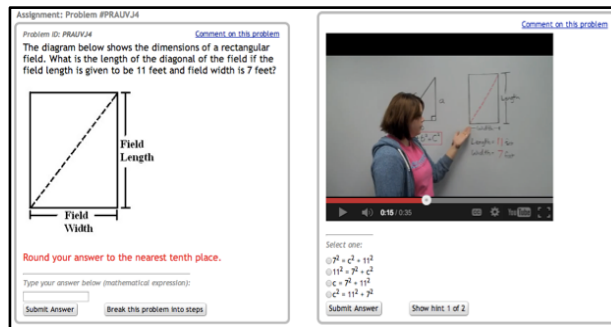 Assignment: Problem #PRAUVJ4
Problem ID: PRAUVJ4
Comment on this problem
The diagram below shows the dimensions of a rectangular
field. What is the length of the diagonal of the field if the
field length is given to be 11 feet and field width is 7 feet?
Field
Length
Field
Width
Round your answer to the nearest tenth place.
Type your answer below (mathematical expression):
Submit Answer
Break this problem into steps
Comment on this problem
a
Length
width
Length = 11 feet
Width = 7 feet
0:15 / 0:35
YouTube
Select one:
7² = c² + 11²
11² = 7² + c²
c = 7² + 11²
c² = 11² + 7²
Submit Answer
Show hint 1 of 2